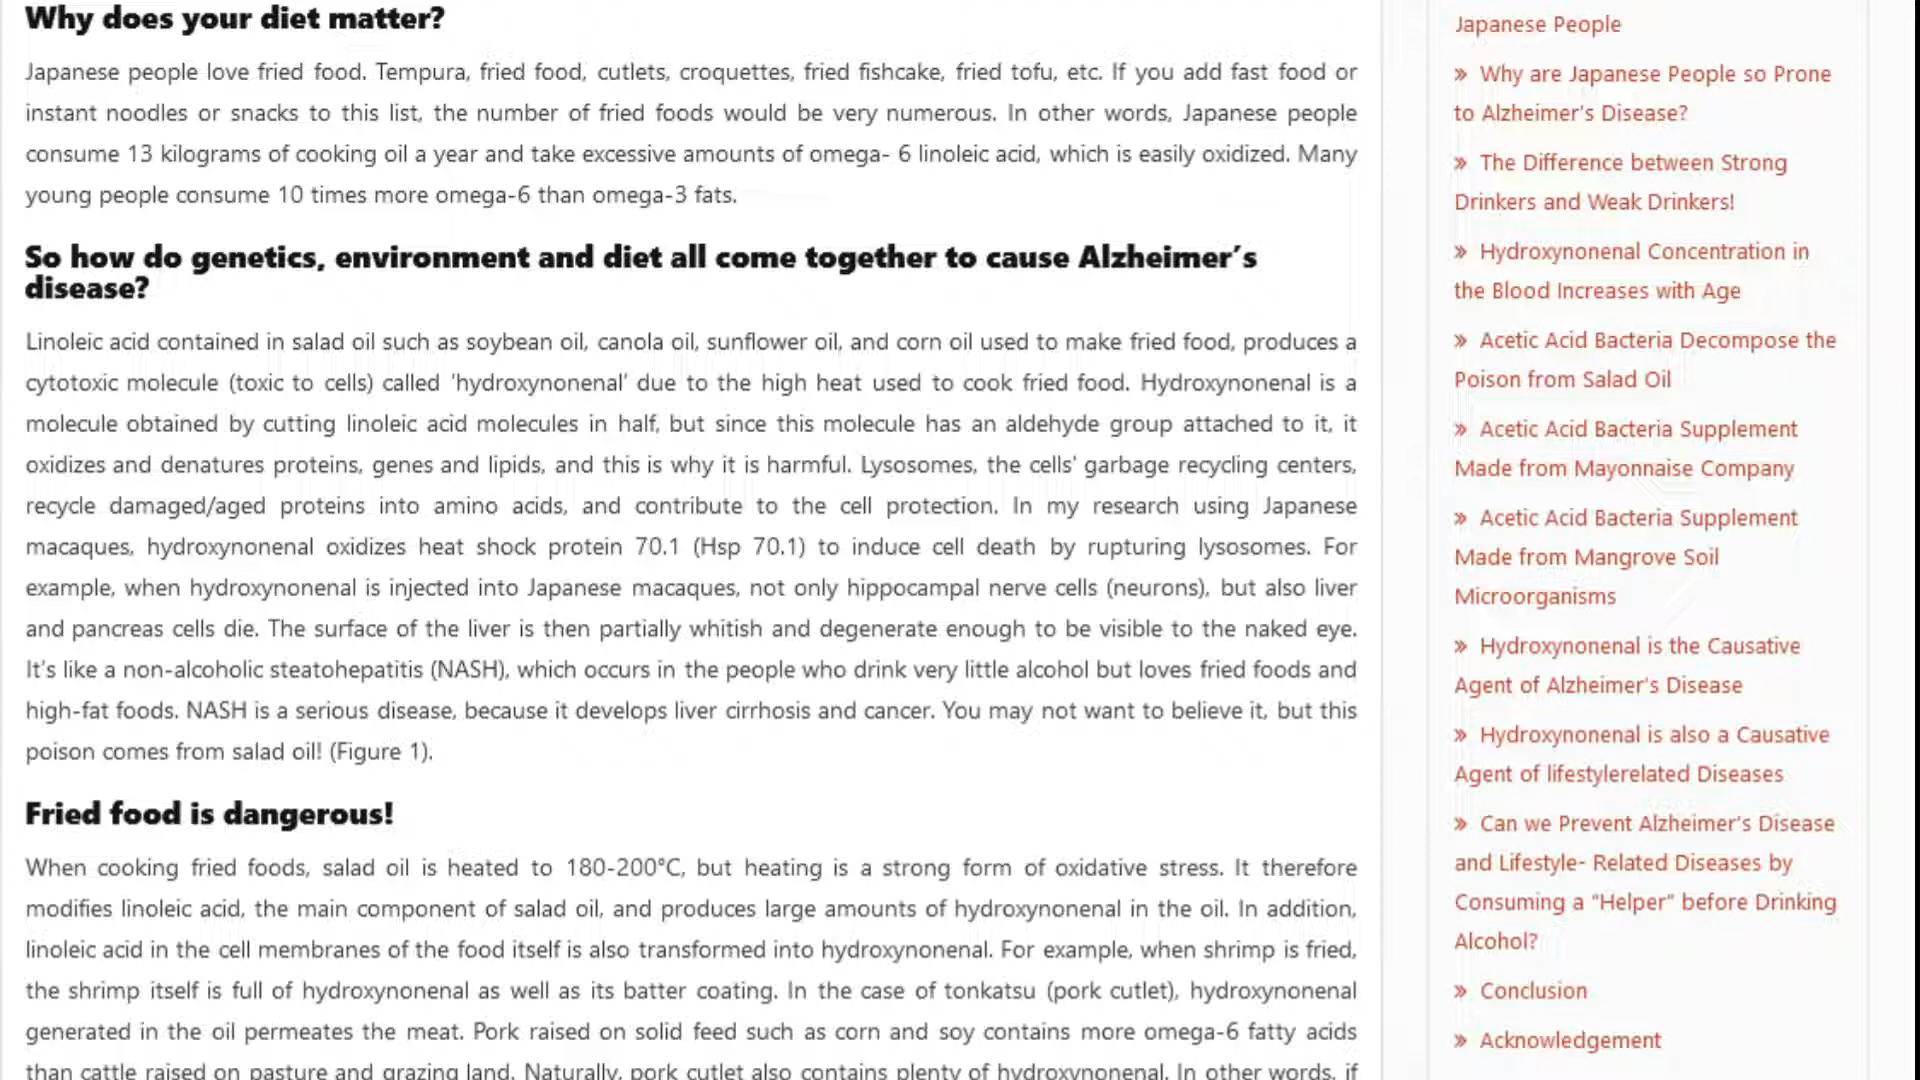 Why does your diet matter?
Japanese people love fried food. Tempura, fried food, cutlets, croquettes, fried fishcake, fried tofu, etc. If you add fast food or
instant noodles or snacks to this list, the number of fried foods would be very numerous. In other words, Japanese people
consume 13 kilograms of cooking oil a year and take excessive amounts of omega- 6 linoleic acid, which is easily oxidized. Many
young people consume 10 times more omega-6 than omega-3 fats.
So how do genetics, environment and diet all come together to cause Alzheimer’s
disease?
Linoleic acid contained in salad oil such as soybean oil, canola oil, sunflower oil, and corn oil used to make fried food, produces a
cytotoxic molecule (toxic to cells) called ‘hydroxynonenal’ due to the high heat used to cook fried food. Hydroxynonenal is a
molecule obtained by cutting linoleic acid molecules in half, but since this molecule has an aldehyde group attached to it, it
oxidizes and denatures proteins, genes and lipids, and this is why it is harmful. Lysosomes, the cells’ garbage recycling centers,
recycle damaged/aged proteins into amino acids, and contribute to the cell protection. In my research using Japanese
macaques, hydroxynonenal oxidizes heat shock protein 70.1 (Hsp 70.1) to induce cell death by rupturing lysosomes. For
example, when hydroxynonenal is injected into Japanese macaques, not only hippocampal nerve cells (neurons), but also liver
and pancreas cells die. The surface of the liver is then partially whitish and degenerate enough to be visible to the naked eye.
It’s like a non-alcoholic steatohepatitis (NASH), which occurs in the people who drink very little alcohol but loves fried foods and
high-fat foods. NASH is a serious disease, because it develops liver cirrhosis and cancer. You may not want to believe it, but this
poison comes from salad oil! (Figure 1).
Fried food is dangerous!
When cooking fried foods, salad oil is heated to 180-200°C, but heating is a strong form of oxidative stress. It therefore
modifies linoleic acid, the main component of salad oil, and produces large amounts of hydroxynonenal in the oil. In addition,
linoleic acid in the cell membranes of the food itself is also transformed into hydroxynonenal. For example, when shrimp is fried,
the shrimp itself is full of hydroxynonenal as well as its batter coating. In the case of tonkatsu (pork cutlet), hydroxynonenal
generated in the oil permeates the meat. Pork raised on solid feed such as corn and soy contains more omega-6 fatty acids
than cattle raised on pasture and grazing land. Naturally, pork cutlet also contains plenty of hydroxynonenal. In other words, if
Japanese People
» Why are Japanese People so Prone
to Alzheimer’s Disease?
» The Difference between Strong
Drinkers and Weak Drinkers!
» Hydroxynonenal Concentration in
the Blood Increases with Age
» Acetic Acid Bacteria Decompose the
Poison from Salad Oil
» Acetic Acid Bacteria Supplement
Made from Mayonnaise Company
» Acetic Acid Bacteria Supplement
Made from Mangrove Soil
Microorganisms
» Hydroxynonenal is the Causative
Agent of Alzheimer’s Disease
» Hydroxynonenal is also a Causative
Agent of lifestylerelated Diseases
» Can we Prevent Alzheimer’s Disease
and Lifestyle- Related Diseases by
Consuming a “Helper” before Drinking
Alcohol?
» Conclusion
» Acknowledgement